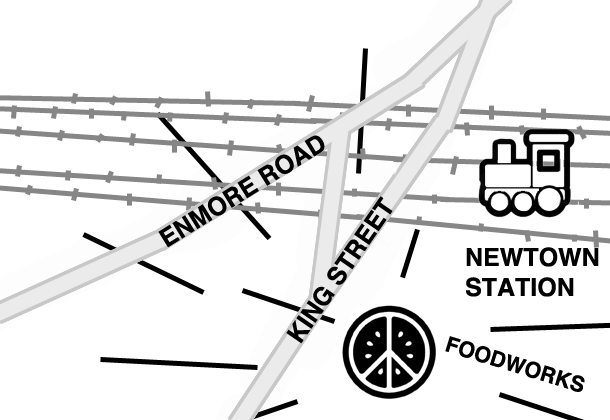 ENMORE ROAD
KING STREET
NEWTOWN
STATION
FOODWORKS